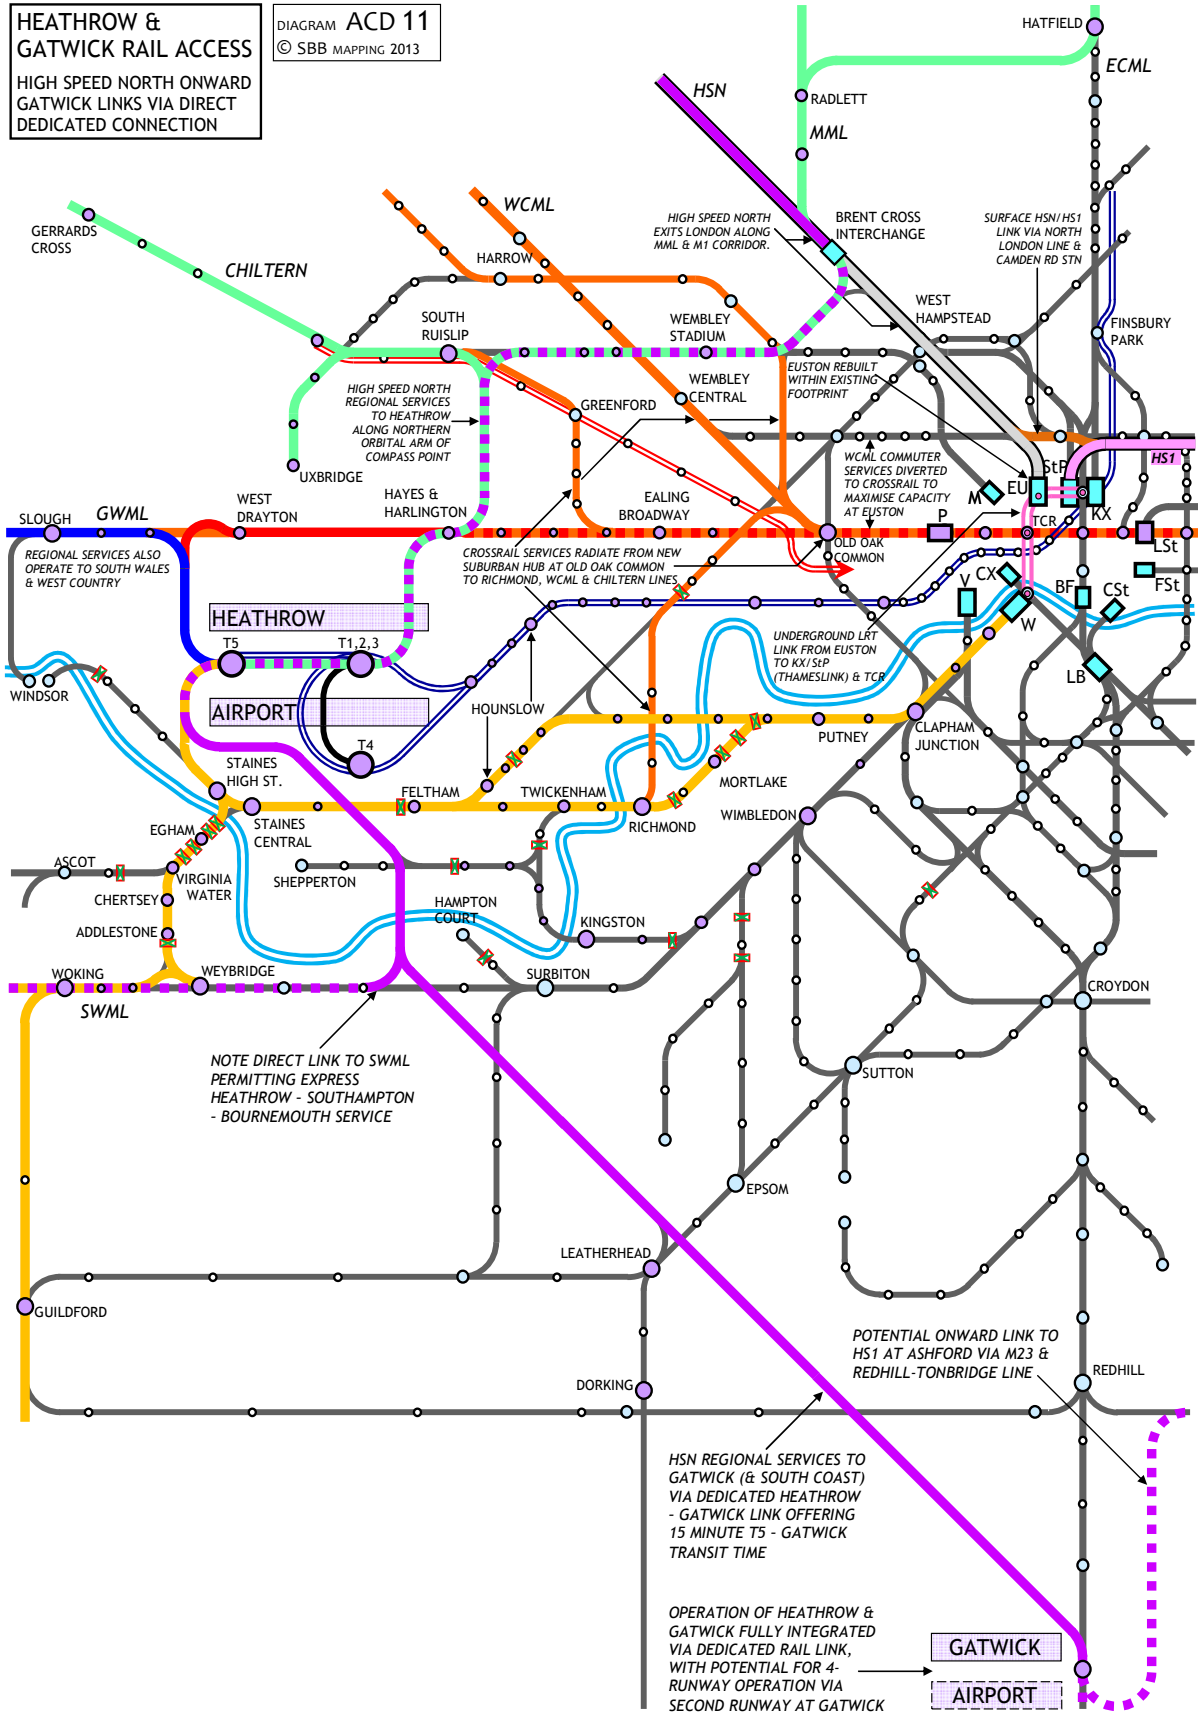 HEATHROW &
GATWICK RAIL ACCESS
HIGH SPEED NORTH ONWARD
GATWICK LINKS VIA DIRECT
DEDICATED CONNECTION
DIAGRAM ACD 11
© SBB MAPPING 2013
HATFIELD
ECML
HSN
RADLETT
MML
GERRARDS
CROSS
CHILTERN
WCML
HARROW
HIGH SPEED NORTH
EXITS LONDON ALONG
MML & M1 CORRIDOR.
BRENT CROSS
INTERCHANGE
SURFACE HSN/HS1
LINK VIA NORTH
LONDON LINE &
CAMDEN RD STN
SOUTH
RUISLIP
WEMBLEY
STADIUM
WEST
HAMPSTEAD
FINSBURY
PARK
HIGH SPEED NORTH
REGIONAL SERVICES
TO HEATHROW
ALONG NORTHERN
ORBITAL ARM OF
COMPASS POINT
EUSTON REBUILT
WITHIN EXISTING
FOOTPRINT
WEMBLEY
CENTRAL
GREENFORD
UXBRIDGE
WCML COMMUTER
SERVICES DIVERTED
TO CROSSRAIL TO
MAXIMISE CAPACITY
AT EUSTON
HS1
StP
EU
KX
M
SLOUGH
GWML
WEST
DRAYTON
HAYES &
HARLINGTON
EALING
BROADWAY
P
TCR
LSt
OLD OAK
COMMON
REGIONAL SERVICES ALSO
OPERATE TO SOUTH WALES
& WEST COUNTRY
CROSSRAIL SERVICES RADIATE FROM NEW
SUBURBAN HUB AT OLD OAK COMMON
TO RICHMOND, WCML & CHILTERN LINES
FSt
CX
V
BF
CSt
W
LB
HEATHROW
T5
T1,2,3
AIRPORT
T4
UNDERGROUND LRT
LINK FROM EUSTON
TO KX/StP
(THAMESLINK) & TCR
WINDSOR
HOUNSLOW
PUTNEY
CLAPHAM
JUNCTION
STAINES
HIGH ST.
FELTHAM
TWICKENHAM
MORTLAKE
EGHAM
STAINES
CENTRAL
RICHMOND
WIMBLEDON
ASCOT
VIRGINIA
WATER
SHEPPERTON
CHERTSEY
HAMPTON
COURT
KINGSTON
ADDLESTONE
WOKING
WEYBRIDGE
SURBITON
CROYDON
SWML
NOTE DIRECT LINK TO SWML
PERMITTING EXPRESS
HEATHROW - SOUTHAMPTON
- BOURNEMOUTH SERVICE
SUTTON
EPSOM
LEATHERHEAD
GUILDFORD
POTENTIAL ONWARD LINK TO
HS1 AT ASHFORD VIA M23 &
REDHILL-TONBRIDGE LINE
REDHILL
DORKING
HSN REGIONAL SERVICES TO
GATWICK (& SOUTH COAST)
VIA DEDICATED HEATHROW
- GATWICK LINK OFFERING
15 MINUTE T5 - GATWICK
TRANSIT TIME
OPERATION OF HEATHROW &
GATWICK FULLY INTEGRATED
VIA DEDICATED RAIL LINK,
WITH POTENTIAL FOR 4-
RUNWAY OPERATION VIA
SECOND RUNWAY AT GATWICK
GATWICK
AIRPORT